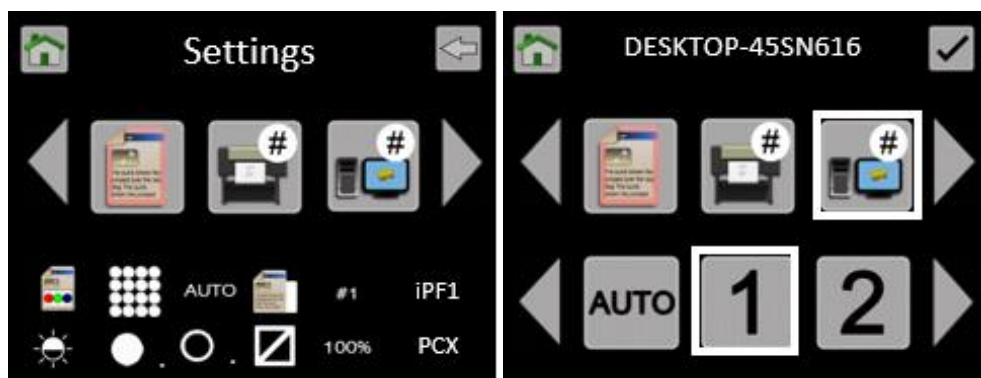 Settings
# #
AUTO #1 iPF1
100% PCX
DESKTOP-45SN616
# #
AUTO 1 2